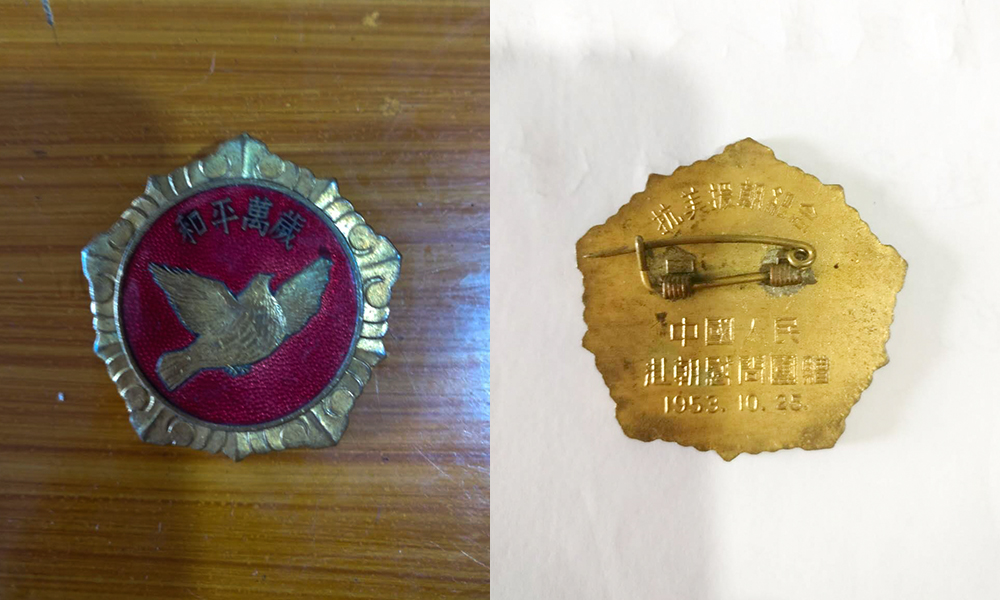 和平萬歲
抗美援朝紀念
中國人民
赴朝慰問團贈
1953. 10. 25.